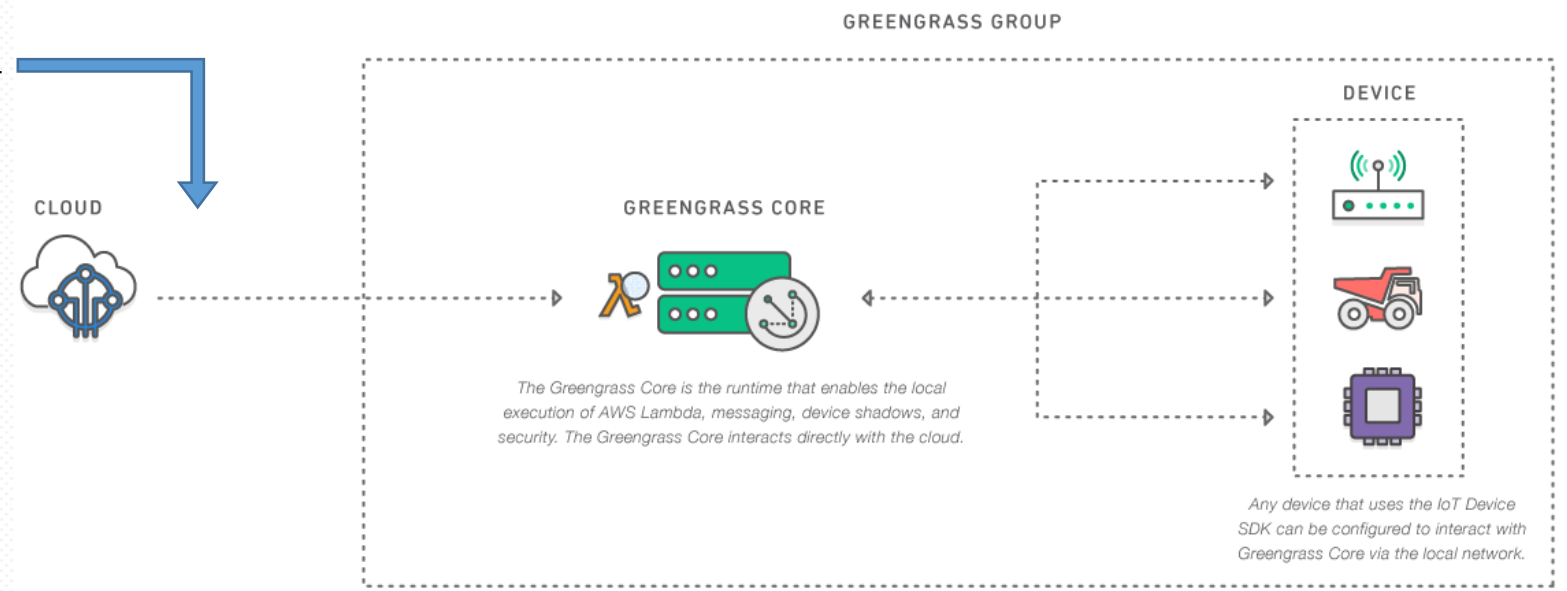 GREENGRASS GROUP
DEVICE
CLOUD
GREENGRASS CORE
The Greengrass Core is the runtime that enables the local
execution of AWS Lambda, messaging, device shadows, and
security. The Greengrass Core interacts directly with the cloud.
Any device that uses the IoT Device
SDK can be configured to interact with
Greengrass Core via the local network.